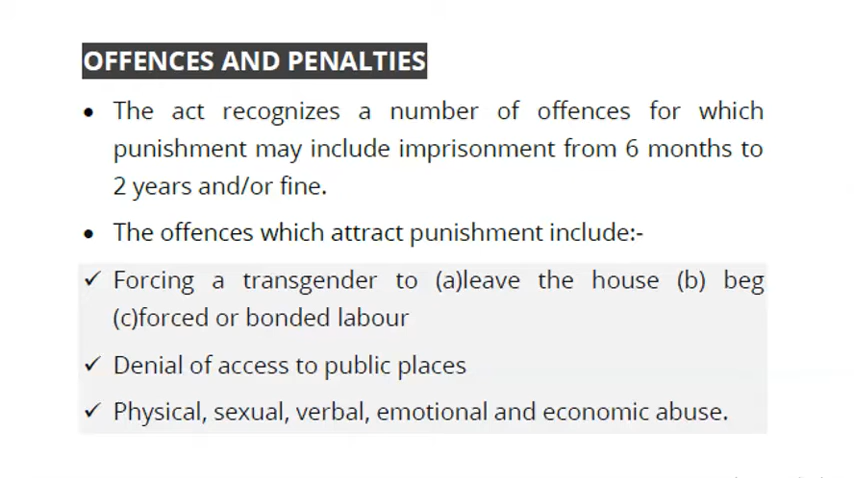 OFFENCES AND PENALTIES
• The act recognizes a number of offences for which
punishment may include imprisonment from 6 months to
2 years and/or fine.
• The offences which attract punishment include:-
✓ Forcing a transgender to (a)leave the house (b) beg
(c)forced or bonded labour
✓ Denial of access to public places
✓ Physical, sexual, verbal, emotional and economic abuse.